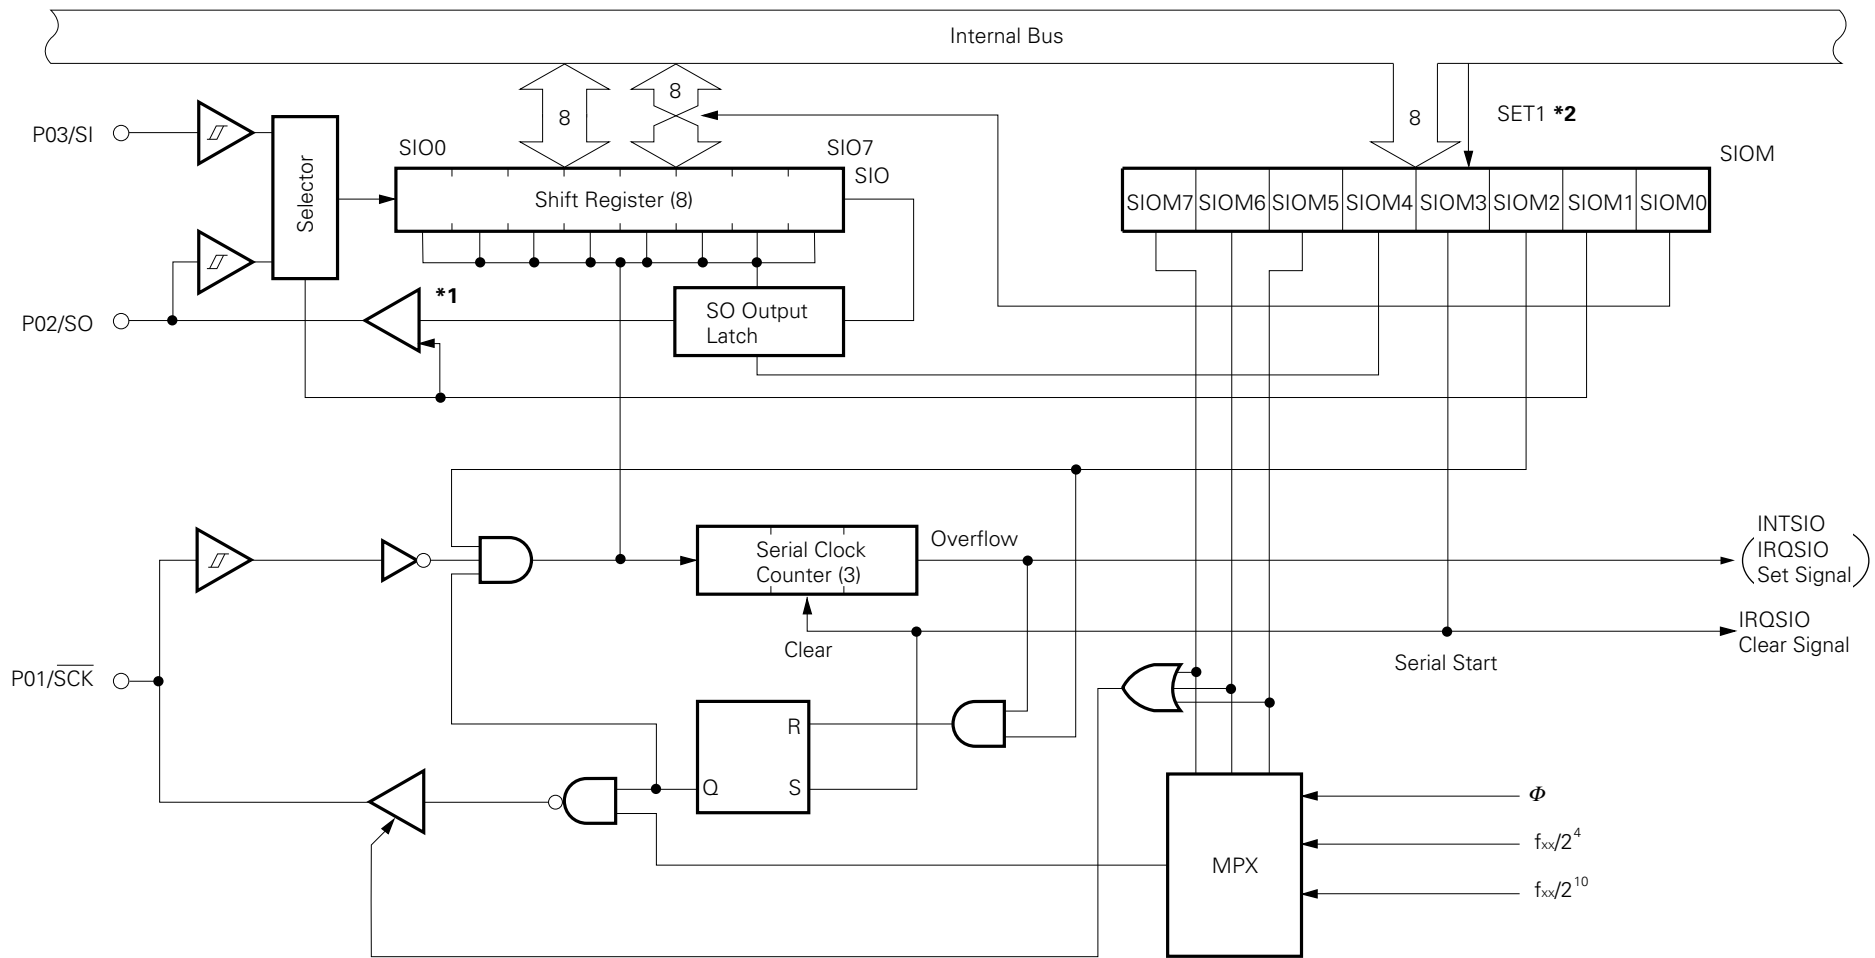 Internal Bus
8
8
8
SET1 *2
P03/SI
SIO0
SIO7
SIO
SIOM
Selector
Shift Register (8)
SIOM7 SIOM6 SIOM5 SIOM4 SIOM3 SIOM2 SIOM1 SIOM0
*1
P02/SO
SO Output
Latch
Serial Clock
Counter (3)
Overflow
INTSIO
(IRQSIO
Set Signal)
IRQSIO
Clear Signal
Clear
Serial Start
P01/S̅C̅K̅
R
Q
S
MPX
Φ
fxx/2⁴
fxx/2¹⁰